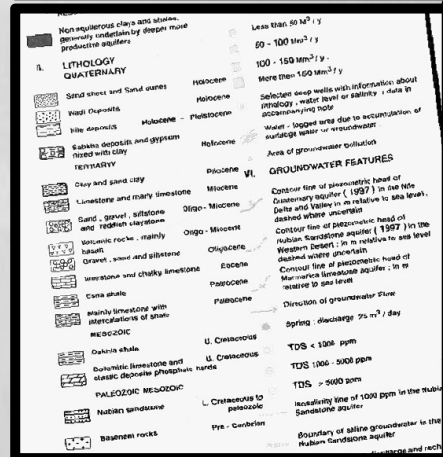 Non aquiferous clays and shales,
generally underlain by deeper more
productive aquifers
II. LITHOLOGY
QUATERNARY
Sand sheet and Sand dunes Holocene
Wadi Deposits Holocene
Nile deposits Holocene - Pleistocene
Sabkha deposits and gypsum
mixed with clay Holocene
TERTIARY
Clay and sand clay Pliocene
Limestone and marly limestone Miocene
Sand, gravel, siltstone
and reddish claystone Oligo - Miocene
Volcanic rocks, mainly
basalt Oligo - Miocene
Gravel, sand and siltstone Oligocene
Limestone and chalky limestone Eocene
Esna shale Paleocene
Mainly limestone with
intercalations of shale Paleocene
MESOZOIC
Dakhla shale U. Cretaceous
Dolomitic limestone and
clastic deposits phosphate U. Cretaceous
PALEOZOIC MESOZOIC
Nubian sandstone L. Cretaceous to
paleozoic
Basement rocks Pre - Cambrian
Less than 50 M³ / y
50 - 100 Mm³ / y
100 - 150 Mm³ / y
More than 150 Mm³ / y
Selected deep wells with information about
lithology, water level or salinity ; data in
accompanying note
Water - logged area due to accumulation of
surface water or groundwater
Area of groundwater pollution
VI. GROUNDWATER FEATURES
Contour line of piezometric head of
Quaternary aquifer ( 1997 ) in the Nile
Delta and Valley in m relative to sea level,
dashed where uncertain
Contour line of piezometric head of
Nubian Sandstone aquifer ( 1997 ) in the
Western Desert ; in m relative to sea level
dashed where uncertain
Contour line of piezometric head of
Marmarica limestone aquifer ; in m
relative to sea level
Direction of groundwater Flow
Spring : discharge 25 m³ / day
TDS < 1000 ppm
TDS 1000 - 5000 ppm
TDS > 5000 ppm
Isosalinity line of 1000 ppm in the Nubian
Sandstone aquifer
Boundary of saline groundwater in the
Nubian Sandstone aquifer